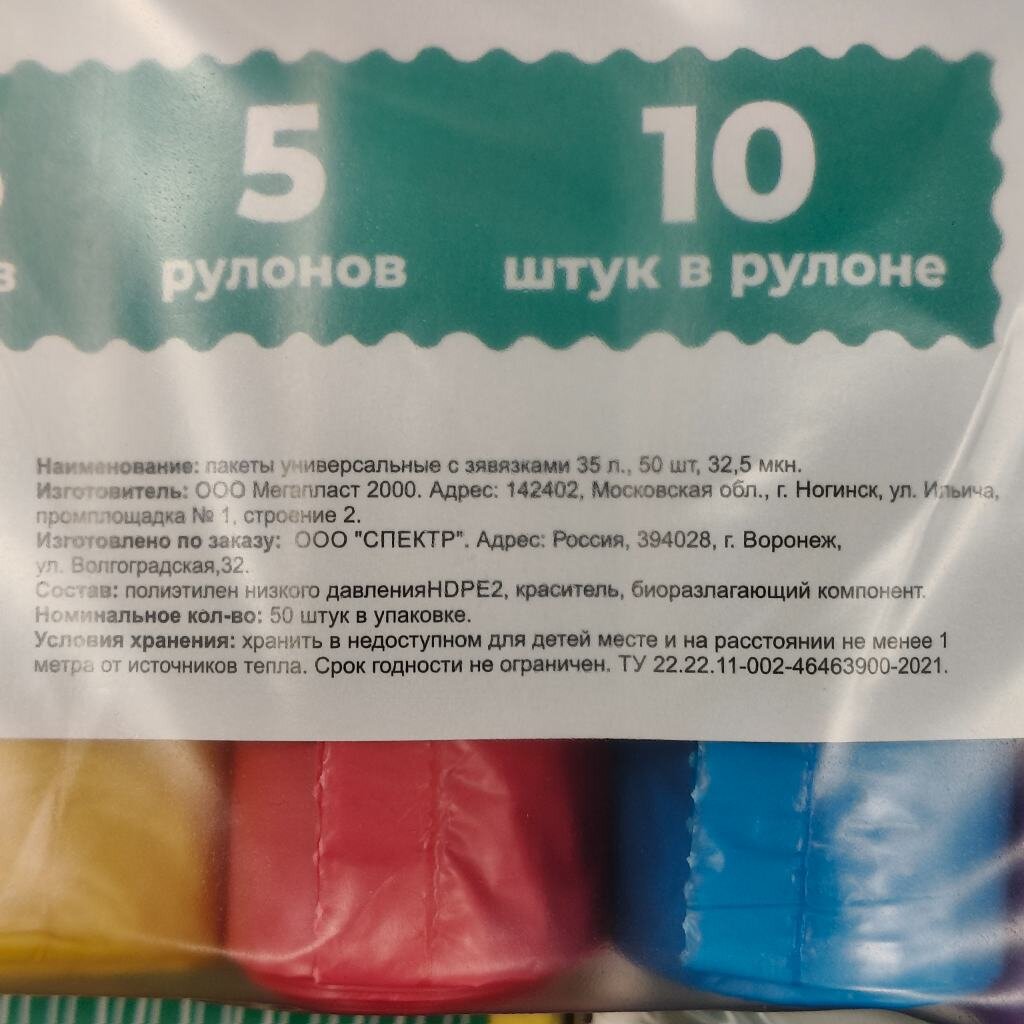 5
10
рулонов
штук в рулоне
Наименование: пакеты универсальные с зявязками 35 л., 50 шт, 32,5 мкн.
Изготовитель: ООО Мегапласт 2000. Адрес: 142402, Московская обл., г. Ногинск, ул. Ильича,
промплощадка № 1, строение 2.
Изготовлено по заказу: ООО "СПЕКТР". Адрес: Россия, 394028, г. Воронеж,
ул. Волгоградская,32.
Состав: полиэтилен низкого давленияHDPE2, краситель, биоразлагающий компонент.
Номинальное кол-во: 50 штук в упаковке.
Условия хранения: хранить в недоступном для детей месте и на расстоянии не менее 1
метра от источников тепла. Срок годности не ограничен. ТУ 22.22.11-002-46463900-2021.